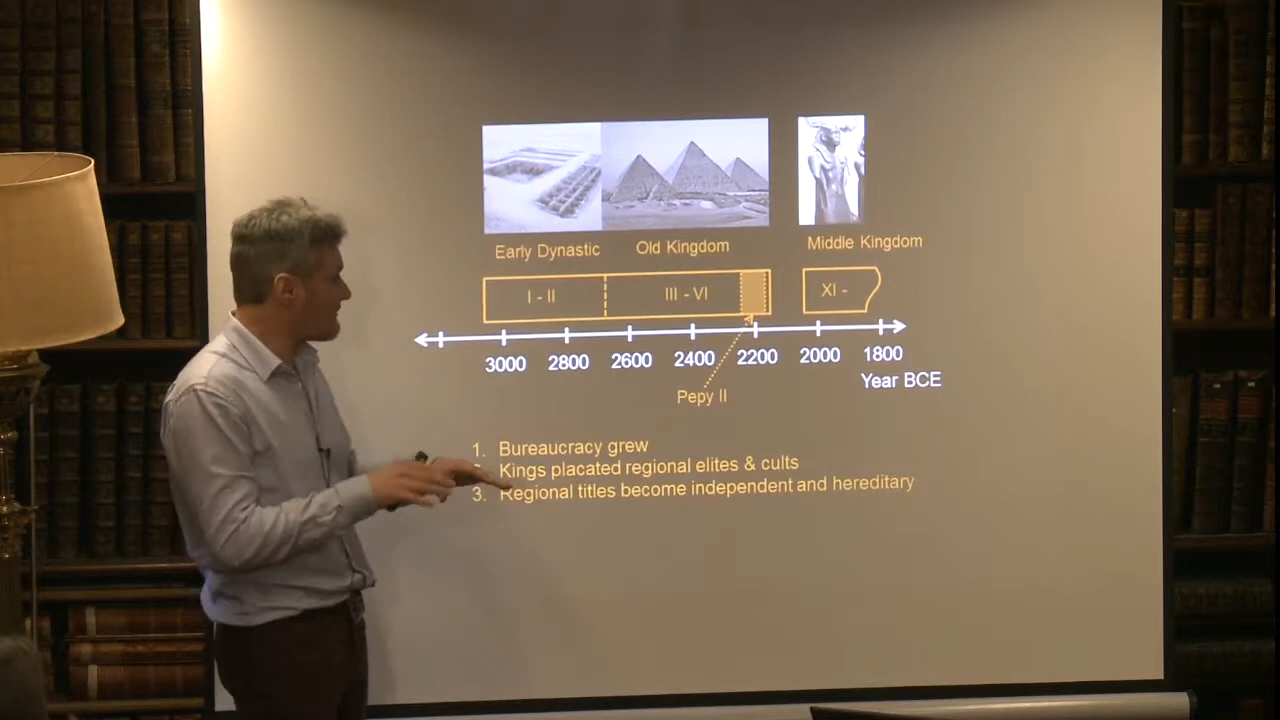 Early Dynastic Old Kingdom Middle Kingdom
I - II III - VI XI -
3000 2800 2600 2400 2200 2000 1800
Year BCE
Pepy II
1. Bureaucracy grew
Kings placated regional elites & cults
3. Regional titles become independent and hereditary